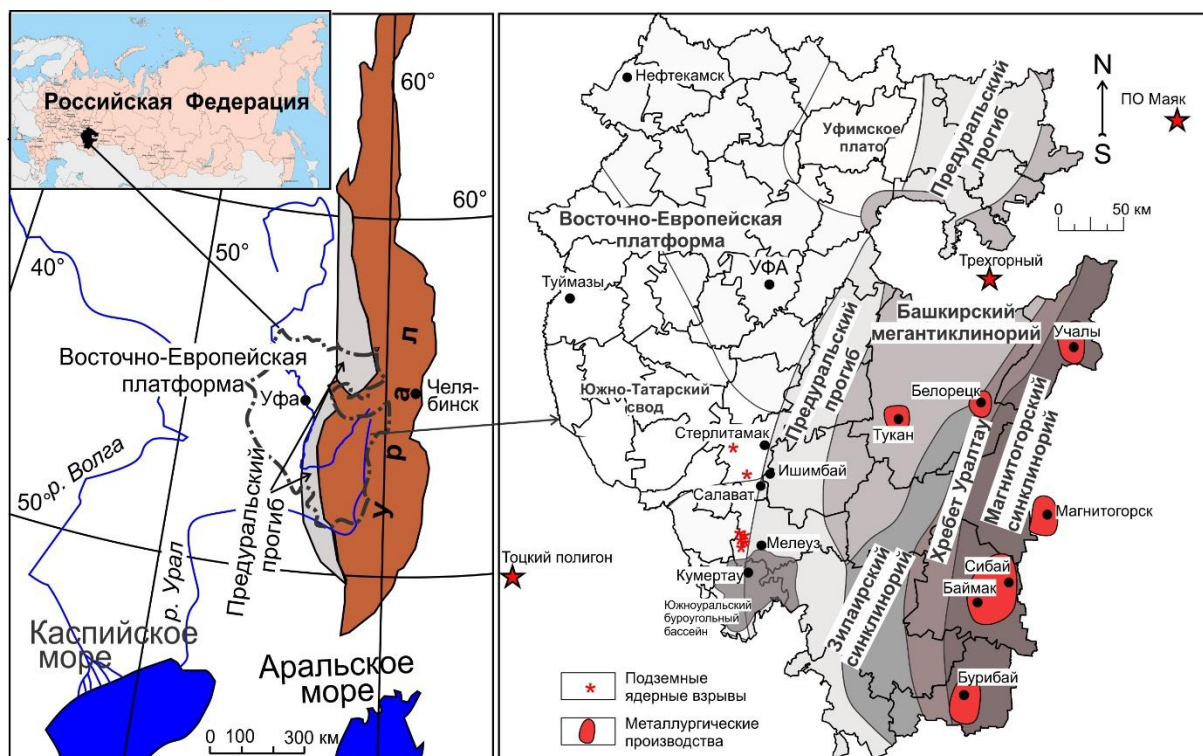 Российская Федерация
60°
60°
50°
40°
Восточно-Европейская
платформа
Уфа
Челя-
бинск
Урал
50°
р. Волга
р. Урал
Предуральский
прогиб
Каспийское
море
Аральское
море
0 100 300 км
Нефтекамск
Уфимское
плато
Предуральский
прогиб
N
S
ПО Маяк
0 50 км
Восточно-Европейская
платформа
Трехгорный
УФА
Туймазы
Башкирский
мегантиклинорий
Учалы
Предуральский
прогиб
Южно-Татарский
свод
Белорецк
Тукан
Стерлитамак
Ишимбай
Салават
Хребет Уралтау
Магнитогорский
синклинорий
Магнитогорск
Мелеуз
Тоцкий полигон
Кумертау
Сибай
Баймак
Южноуральский
буроугольный
бассейн
Зилаирский
синклинорий
Бурибай
Подземные
ядерные взрывы
Металлургические
производства